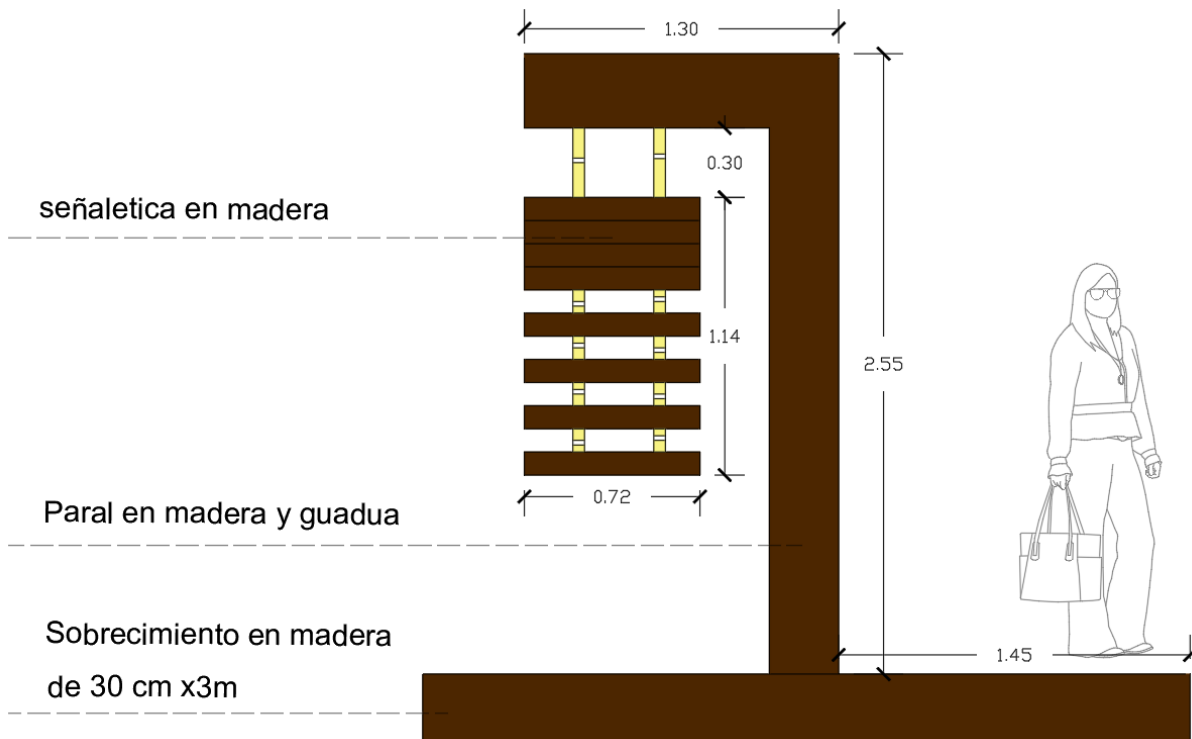 1.30
0.30
señaletica en madera
1.14
2.55
0.72
Paral en madera y guadua
Sobrecimiento en madera
1.45
de 30 cm x3m